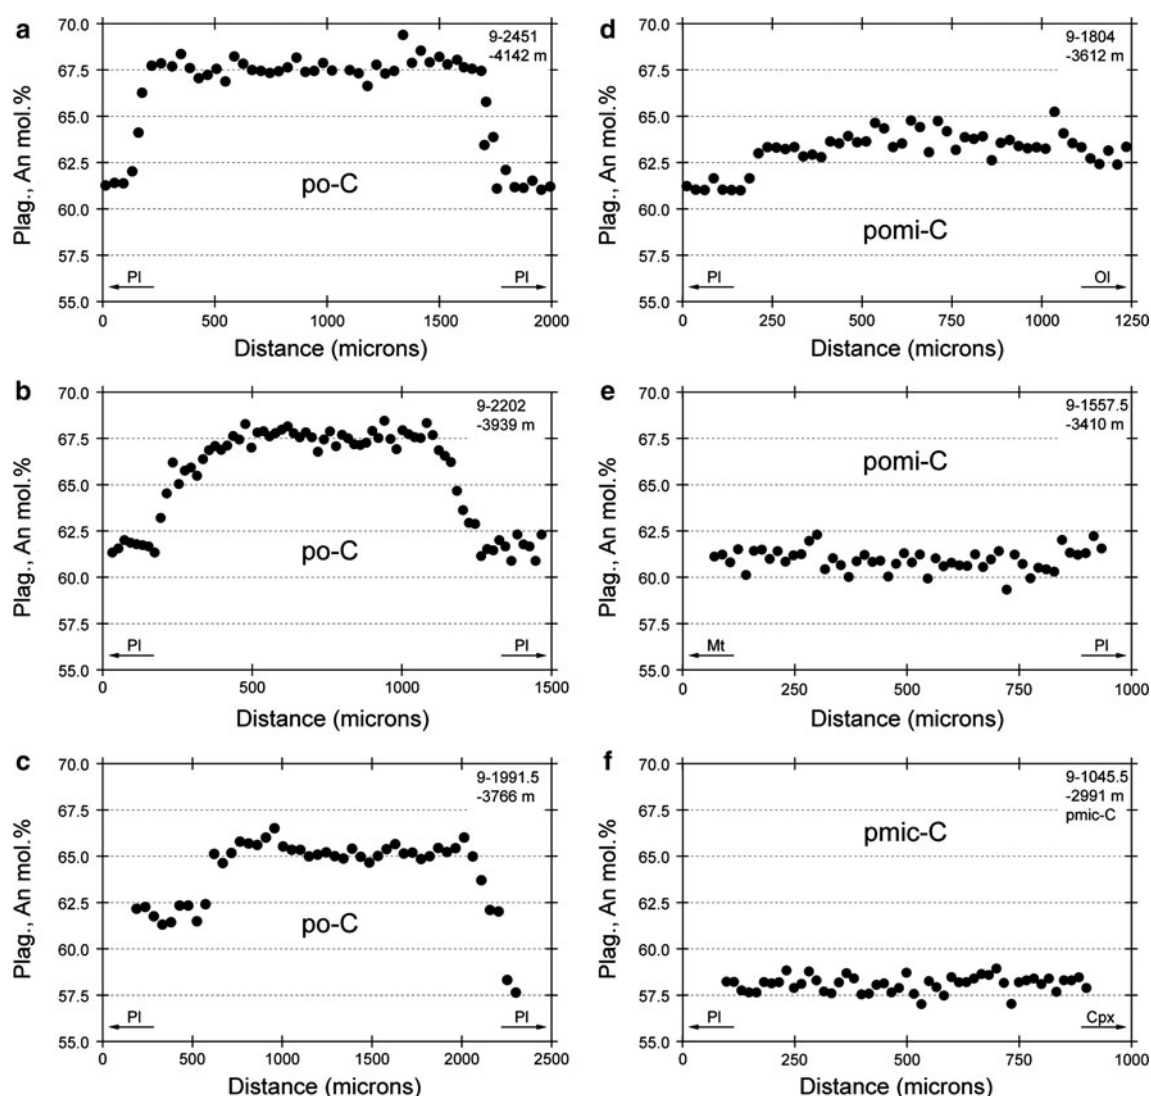 a
70.0
67.5
65.0
62.5
60.0
57.5
55.0
Plag., An mol.%
9-2451
-4142 m
po-C
Pl
Pl
0
500
1000
1500
2000
Distance (microns)
b
70.0
67.5
65.0
62.5
60.0
57.5
55.0
Plag., An mol.%
9-2202
-3939 m
po-C
Pl
Pl
0
500
1000
1500
Distance (microns)
c
70.0
67.5
65.0
62.5
60.0
57.5
55.0
Plag., An mol.%
9-1991.5
-3766 m
po-C
Pl
Pl
0
500
1000
1500
2000
2500
Distance (microns)
d
70.0
67.5
65.0
62.5
60.0
57.5
55.0
Plag., An mol.%
9-1804
-3612 m
pomi-C
Pl
Ol
0
250
500
750
1000
1250
Distance (microns)
e
70.0
67.5
65.0
62.5
60.0
57.5
55.0
Plag., An mol.%
9-1557.5
-3410 m
pomi-C
Mt
Pl
0
250
500
750
1000
Distance (microns)
f
70.0
67.5
65.0
62.5
60.0
57.5
55.0
Plag., An mol.%
9-1045.5
-2991 m
pmic-C
pmic-C
Pl
Cpx
0
250
500
750
1000
Distance (microns)